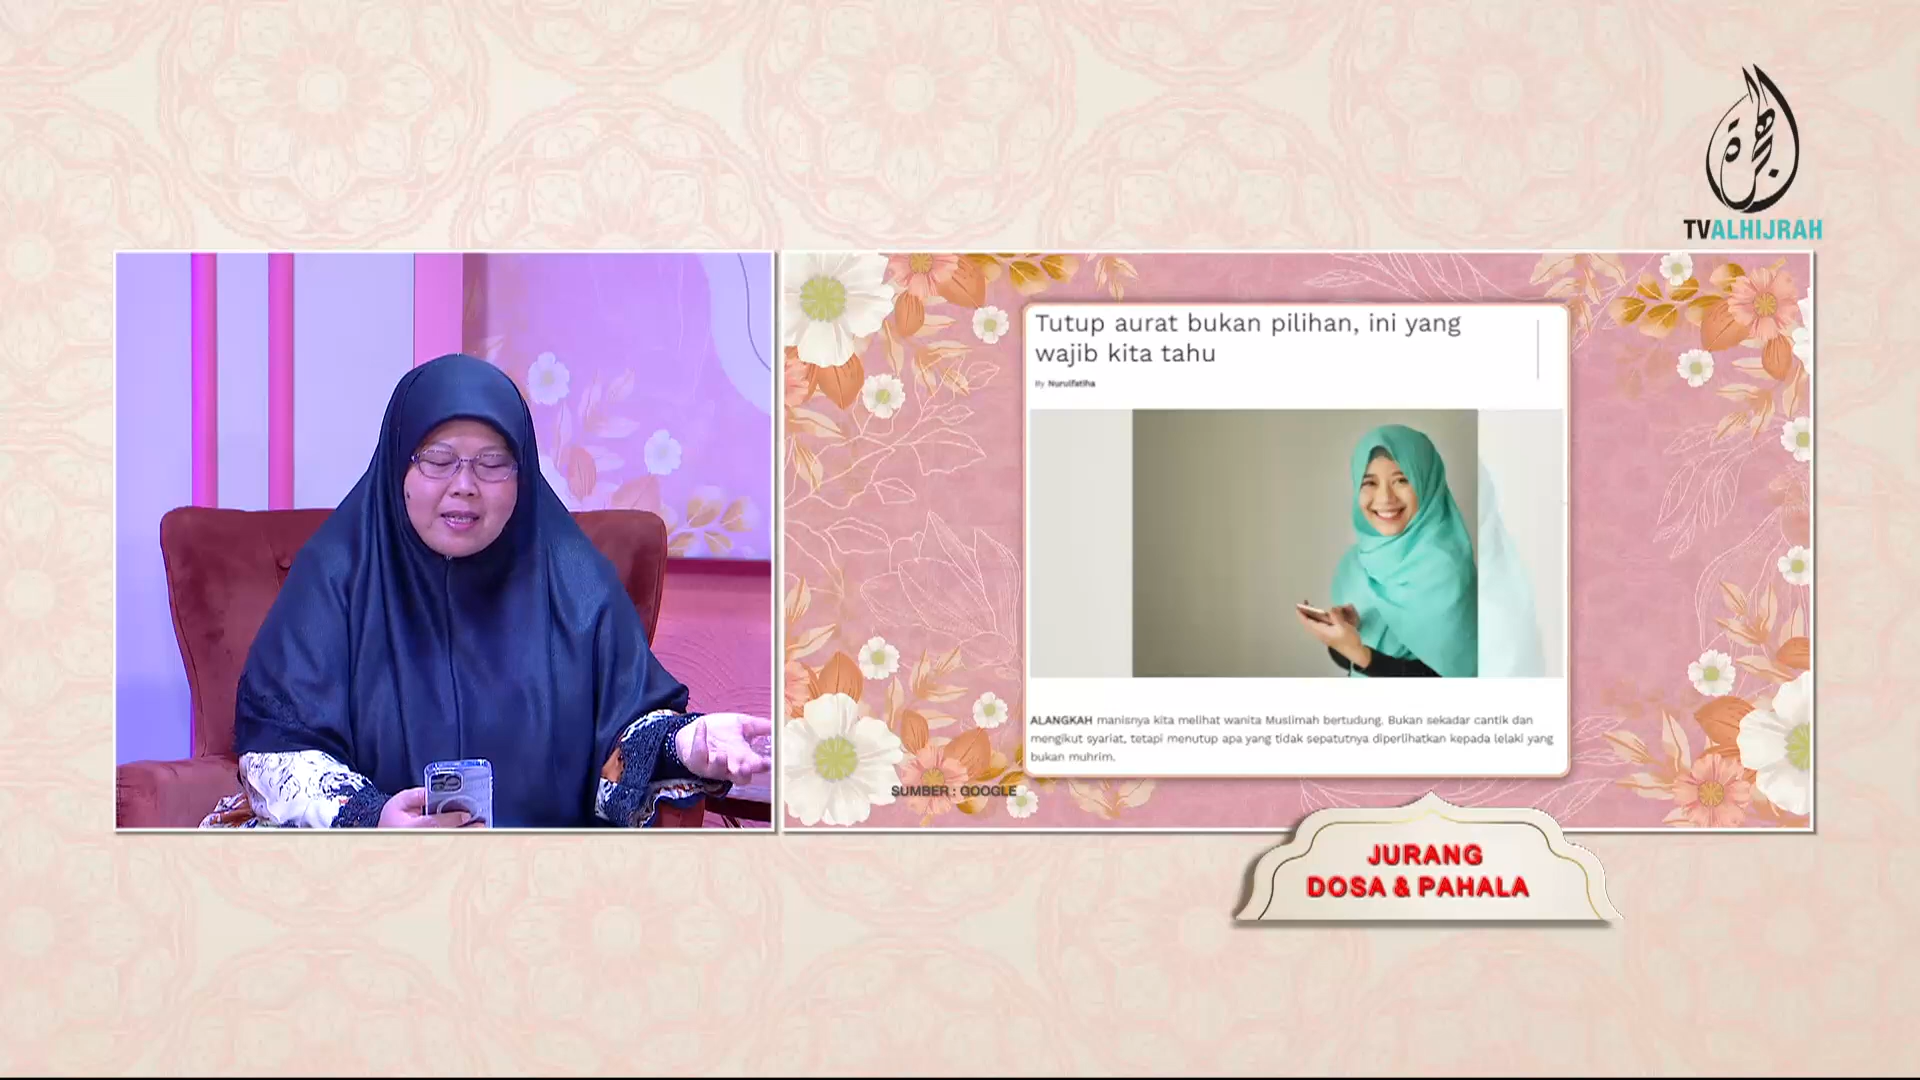 هجرة
TVALHIJRAH
Tutup aurat bukan pilihan, ini yang
wajib kita tahu
By Nurulfatiha
ALANGKAH manisnya kita melihat wanita Muslimah bertudung. Bukan sekadar cantik dan
mengikut syariat, tetapi menutup apa yang tidak sepatutnya diperlihatkan kepada lelaki yang
bukan muhrim.
SUMBER : GOOGLE
JURANG
DOSA & PAHALA